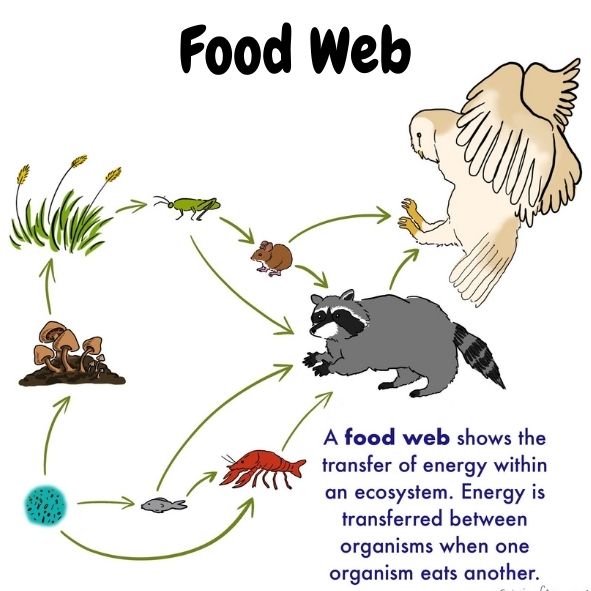 Food Web
A food web shows the
transfer of energy within
an ecosystem. Energy is
transferred between
organisms when one
organism eats another.